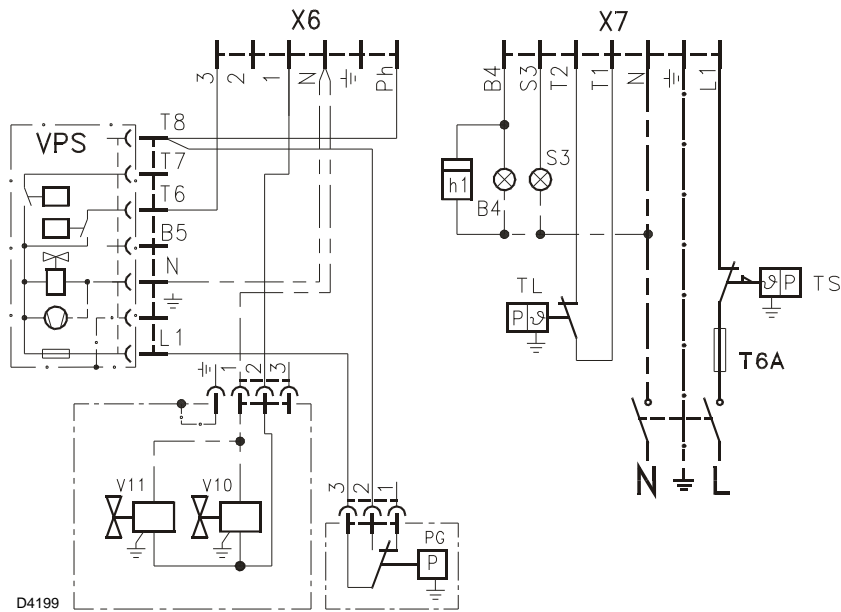 X6
3 2 1 N Ph
X7
B4 S3 T2 T1 N L1
VPS
T8
T7
T6
B5
N
L1
h1
B4
S3
TL
P ϑ
ϑ P
TS
T6A
N L
1 2 3
V11
V10
3 2 1
PG
P
D4199